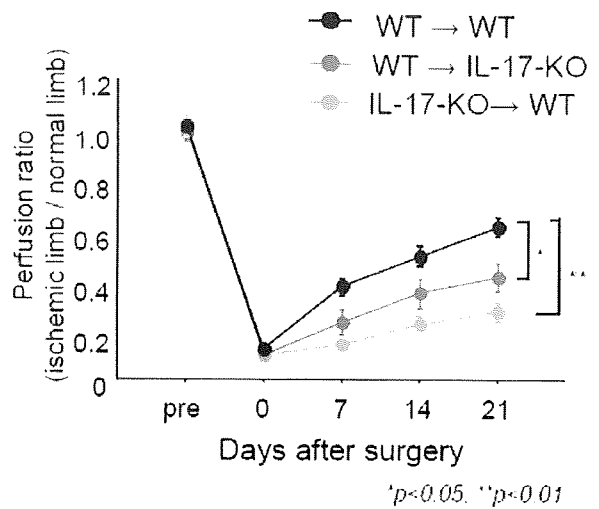 WT → WT
WT → IL-17-KO
IL-17-KO → WT
Perfusion ratio
(ischemic limb / normal limb)
1.2
1.0
0.8
0.6
0.4
0.2
0
*
**
pre 0 7 14 21
Days after surgery
*p<0.05, **p<0.01